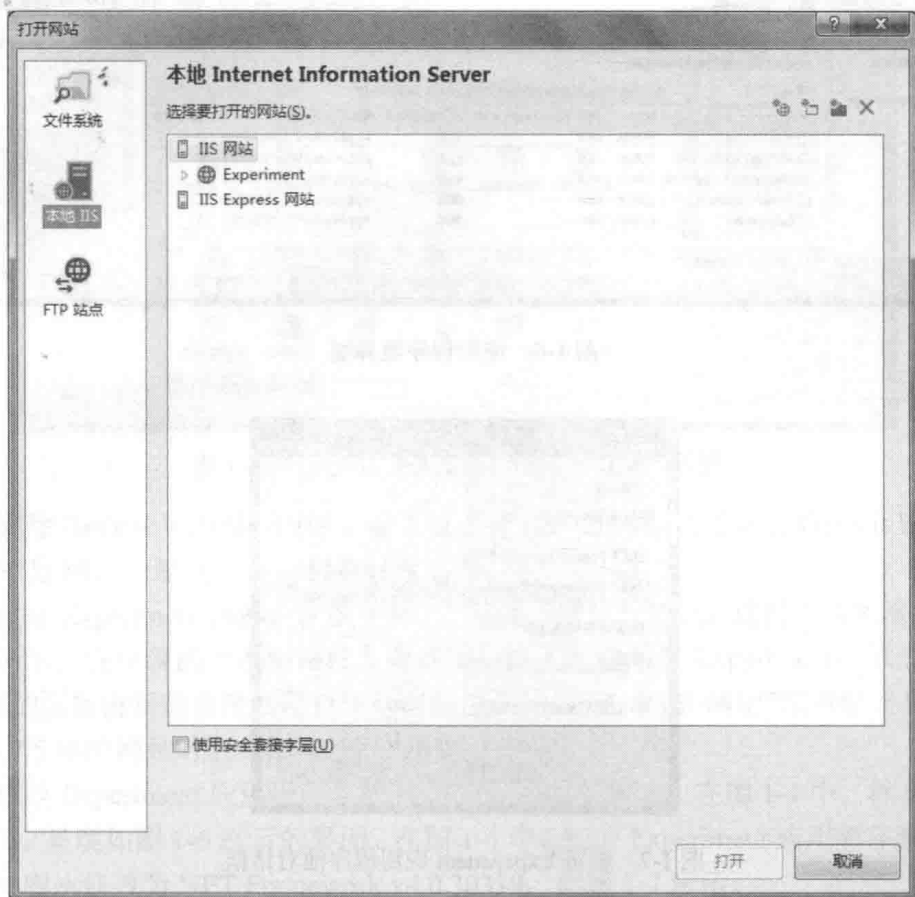 打开网站
文件系统
本地 IIS
FTP 站点
本地 Internet Information Server
选择要打开的网站(S)。
IIS 网站
Experiment
IIS Express 网站
使用安全套接字层(U)
打开
取消